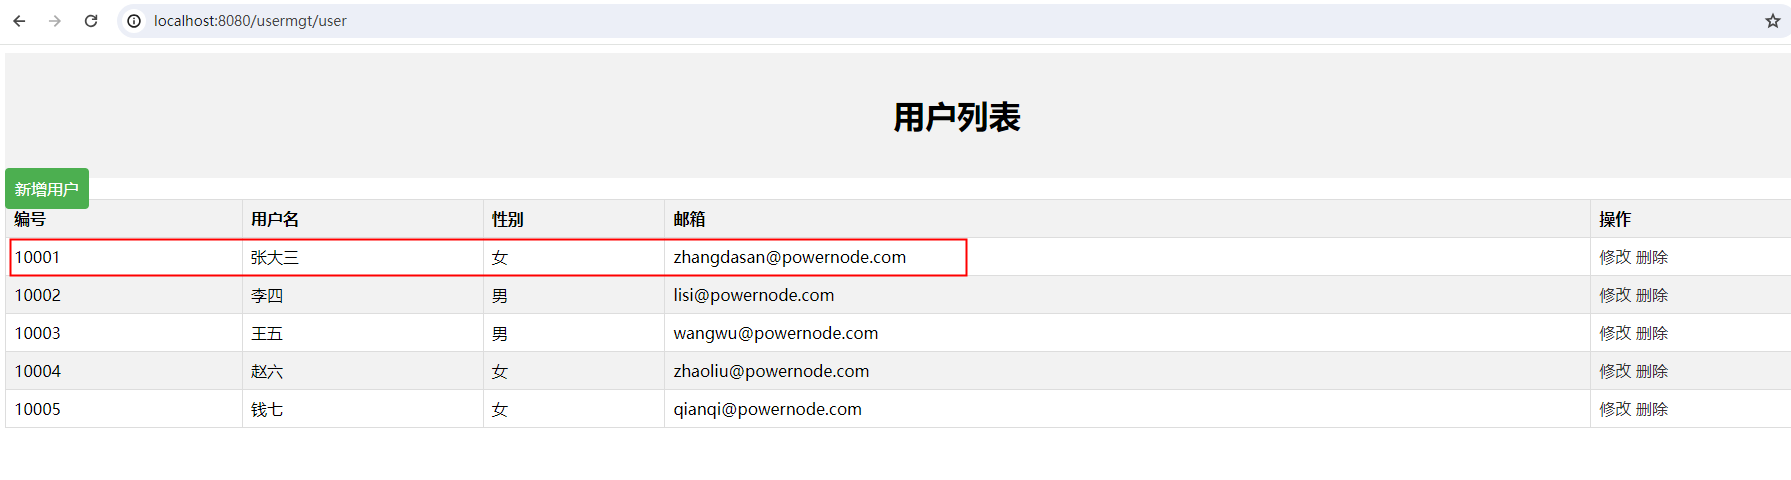 localhost:8080/usermgt/user
用户列表
新增用户
编号 用户名 性别 邮箱 操作
10001 张大三 女 zhangdasan@powernode.com 修改 删除
10002 李四 男 lisi@powernode.com 修改 删除
10003 王五 男 wangwu@powernode.com 修改 删除
10004 赵六 女 zhaoliu@powernode.com 修改 删除
10005 钱七 女 qianqi@powernode.com 修改 删除